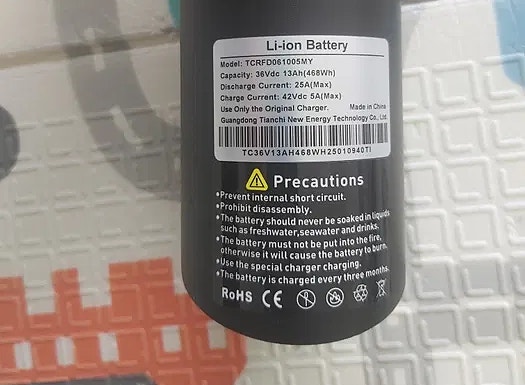 Li-ion Battery
Model: TCRFD061005MY
Capacity: 36Vdc 13Ah(468Wh)
Discharge Current: 25A(Max)
Charge Current: 42Vdc 5A(Max)
Use Only the Original Charger. Made in China
Guangdong Tianchi New Energy Technology Co., Ltd.
TC36V13AH468WH25010940TI
Precautions
•Prevent internal short circuit.
•Prohibit disassembly.
•The battery should never be soaked in liquids
such as freshwater,seawater and drinks.
•The battery must not be put into the fire,
otherwise it will cause the battery to burn.
•Use the special charger charging.
•The battery is charged every three months.
RoHS CE